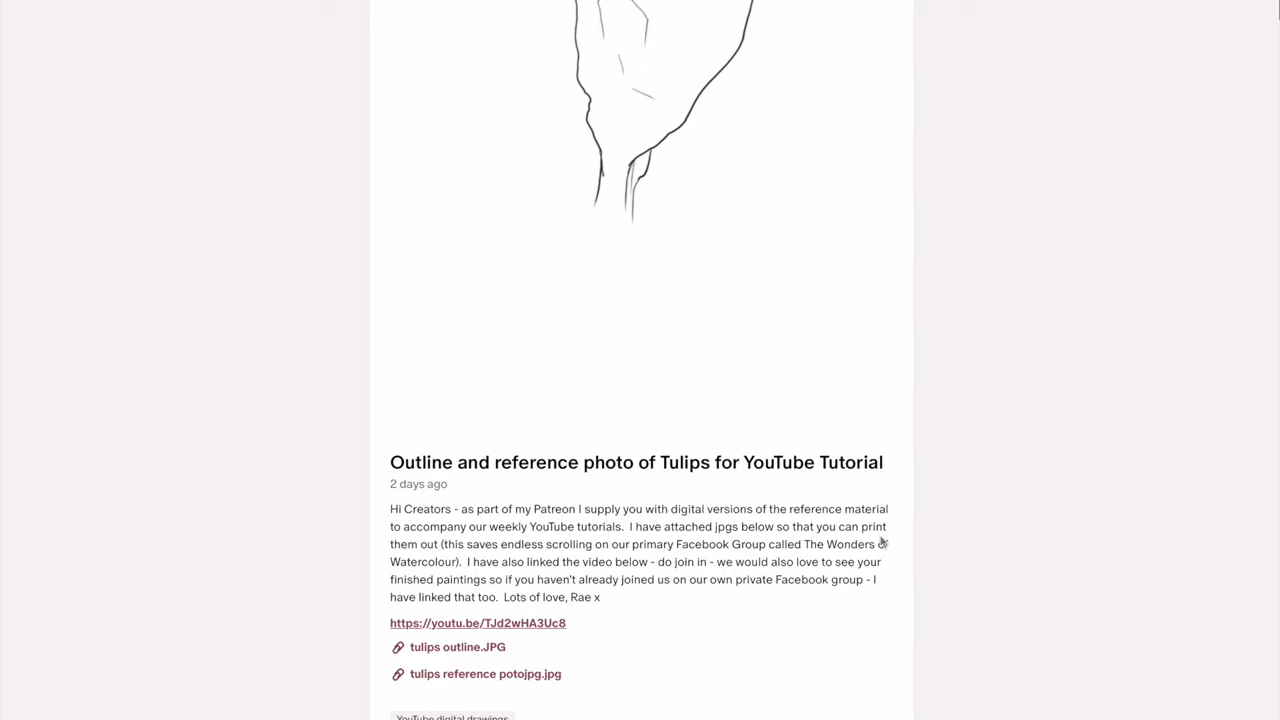 Outline and reference photo of Tulips for YouTube Tutorial
2 days ago
Hi Creators - as part of my Patreon I supply you with digital versions of the reference material
to accompany our weekly YouTube tutorials.  I have attached jpgs below so that you can print
them out (this saves endless scrolling on our primary Facebook Group called The Wonders of
Watercolour).  I have also linked the video below - do join in - we would also love to see your
finished paintings so if you haven't already joined us on our own private Facebook group - I
have linked that too.  Lots of love, Rae x
https://youtu.be/TJd2wHA3Uc8
tulips outline.JPG
tulips reference potojpg.jpg
YouTube digital drawings